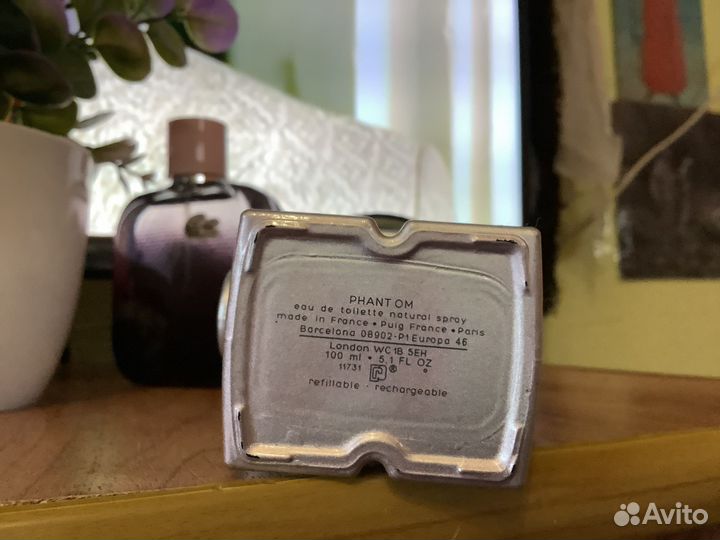 PHANTOM
eau de toilette natural spray
made in France • Puig France • Paris
Barcelona 08902-P1 Europa 46
London WC1B 5EH
100 ml • 5.1 FL OZ
11731 ®
refillable • rechargeable
Avito